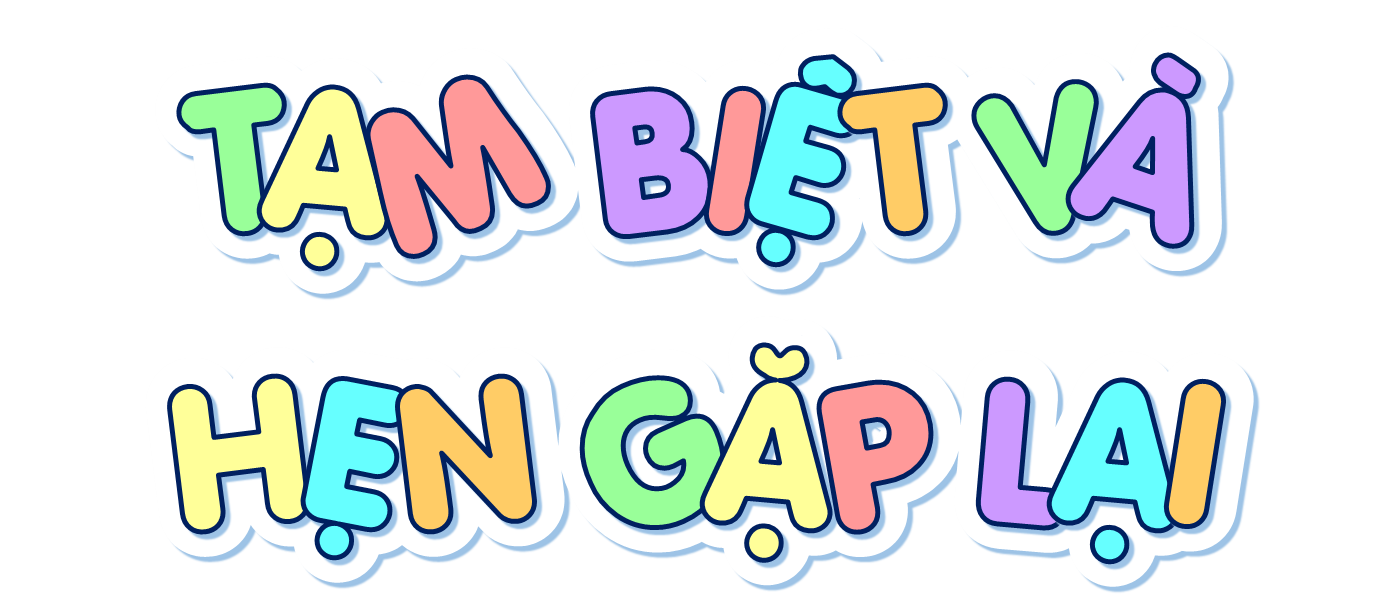 TẠM BIỆT VÀ
HẸN GẶP LẠI